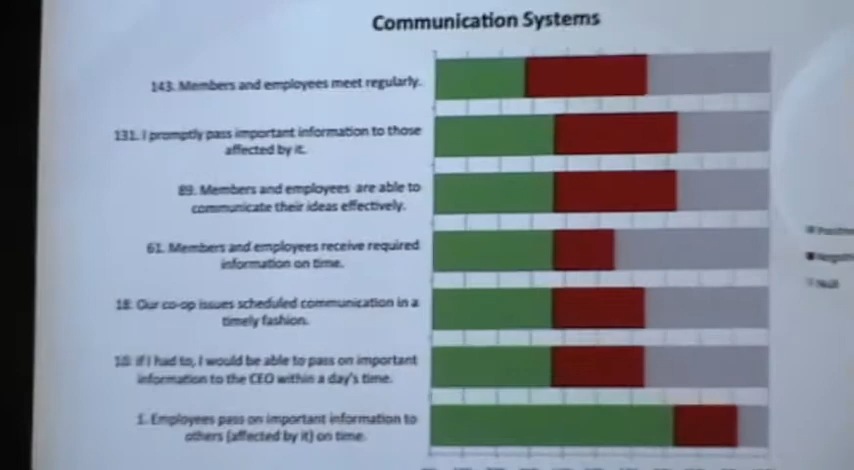 Communication Systems
143. Members and employees meet regularly.
131. I promptly pass important information to those
affected by it.
89. Members and employees are able to
communicate their ideas effectively.
61. Members and employees receive required
information on time.
18. Our co-op issues scheduled communication in a
timely fashion.
10. If I had to, I would be able to pass on important
information to the CEO within a day's time.
1. Employees pass on important information to
others (affected by it) on time.